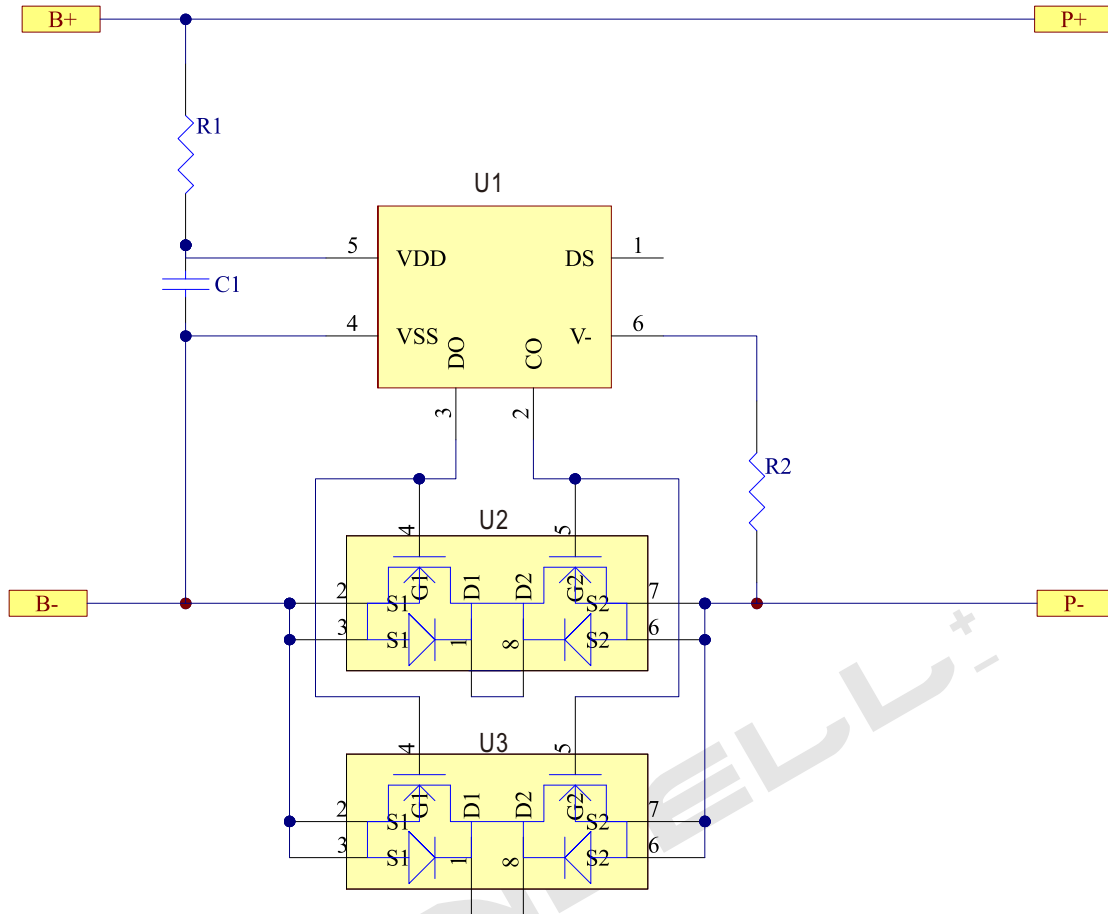 B+ P+
R1
U1
5 VDD DS 1
C1
4 VSS V- 6
DO CO
3 2
R2
U2
4 5
G1 D1 D2 G2
B- 2 S1 S2 7 P-
3 S1 1 8 S2 6
U3
4 5
G1 D1 D2 G2
2 S1 S2 7
3 S1 1 8 S2 6
ELL+-